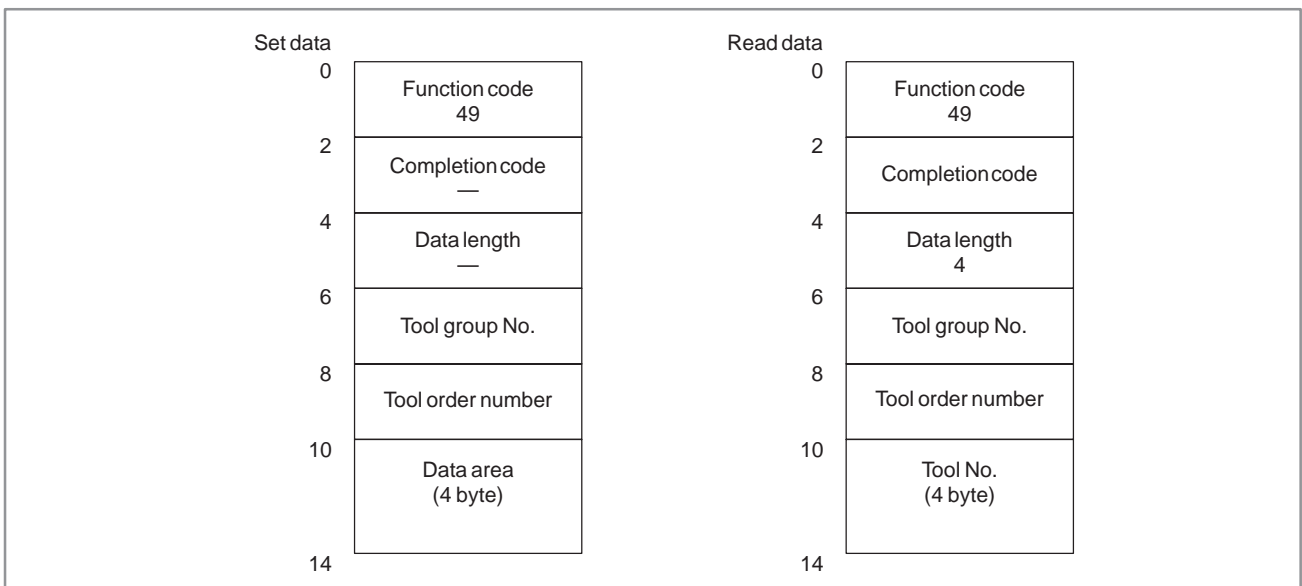 Set data
0
Function code
49
2
Completion code
—
4
Data length
—
6
Tool group No.
8
Tool order number
10
Data area
(4 byte)
14
Read data
0
Function code
49
2
Completion code
4
Data length
4
6
Tool group No.
8
Tool order number
10
Tool No.
(4 byte)
14